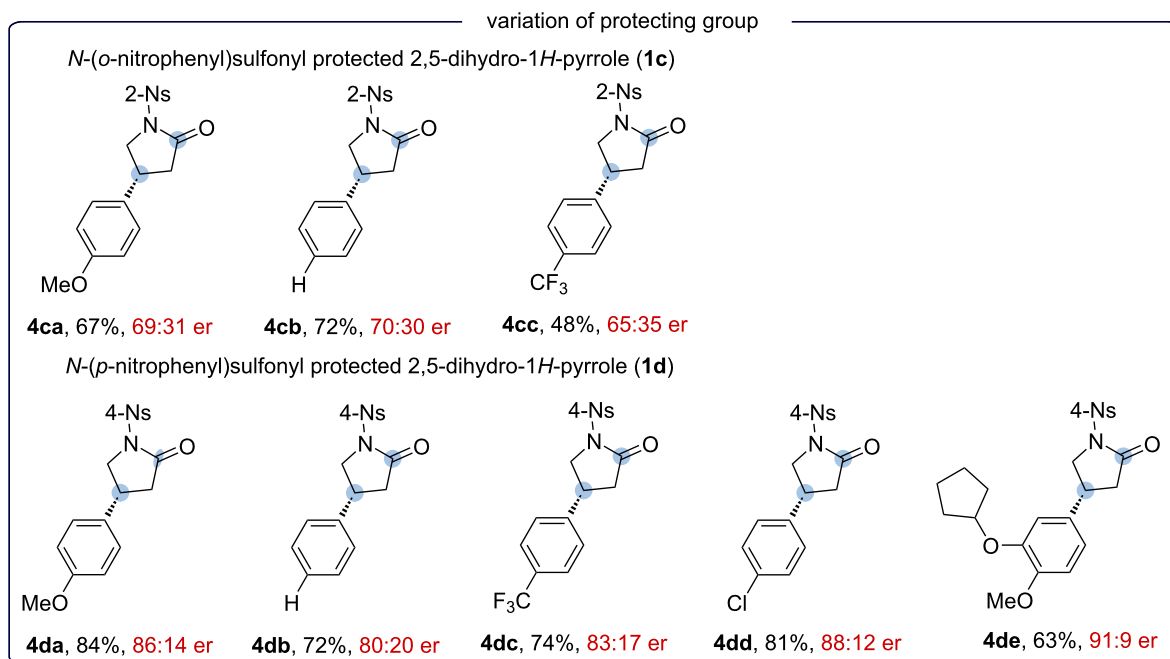 variation of protecting group
N-(o-nitrophenyl)sulfonyl protected 2,5-dihydro-1H-pyrrole (1c)
2-Ns 2-Ns 2-Ns
N O N O N O
MeO H CF3
4ca, 67%, 69:31 er 4cb, 72%, 70:30 er 4cc, 48%, 65:35 er
N-(p-nitrophenyl)sulfonyl protected 2,5-dihydro-1H-pyrrole (1d)
4-Ns 4-Ns 4-Ns 4-Ns 4-Ns
N O N O N O N O N O
O
MeO H F3C Cl MeO
4da, 84%, 86:14 er 4db, 72%, 80:20 er 4dc, 74%, 83:17 er 4dd, 81%, 88:12 er 4de, 63%, 91:9 er